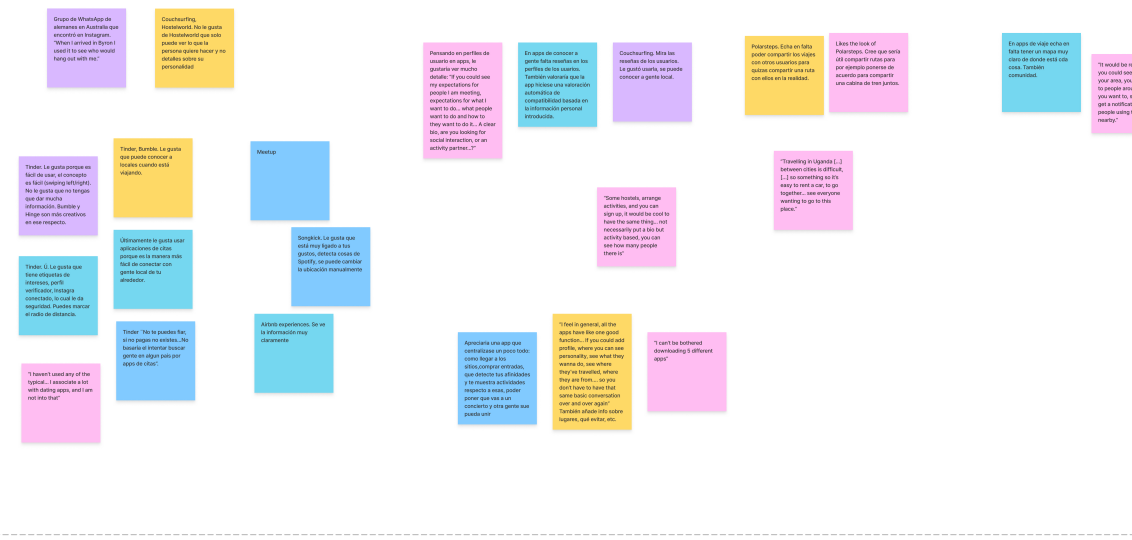 Grupo de WhatsApp de
alemanes en Australia que
encontró en Instagram.
"When I arrived in Byron I
used it to see who would
hang out with me."
Couchsurfing,
Hostelworld. No le gusta
de Hostelworld que solo
puede ver lo que la
persona quiere hacer y no
detalles sobre su
personalidad
Pensando en perfiles de
usuario en apps, le
gustaría ver mucho
detalle: "If you could see
my expectations for
people I am meeting,
expectations for what I
want to do... what people
want to do and how to
they want to do it... A clear
bio, are you looking for
social interaction, or an
activity partner...?"
En apps de conocer a
gente falta reseñas en los
perfiles de los usarios.
También valoraría que la
app hiciese una valoración
automática de
compatibilidad basada en
la información personal
introducida.
Couchsurfing. Mira las
reseñas de los usuarios.
Le gustó usarla, se puede
conocer a gente local.
Polarsteps. Echa en falta
poder compartir los viajes
con otros usuarios para
quizas compartir una ruta
con ellos en la realidad.
Likes the look of
Polarsteps. Cree que sería
útil compartir rutas para
por ejemplo ponerse de
acuerdo para compartir
una cabina de tren juntos.
En apps de viaje echa en
falta tener un mapa muy
claro de donde está cda
cosa. También
comunidad.
"It would be
you could see
your area, you
to people
you want to, s
get a notificat
people using
nearby."
Tinder. Le gusta porque es
fácil de usar, el concepto
es fácil (swiping left/right).
No le gusta que no tengas
que dar mucha
información. Bumble y
Hinge son más creativos
en ese respecto.
Tinder, Bumble. Le gusta
que puede conocer a
locales cuando está
viajando.
Meetup
"Traveling in Uganda [...]
between cities is difficult,
[...] so something so it's
easy to rent a car, to go
together... see everyone
wanting to go to this
place."
"Some hostels, arrange
activities, and you can
sign up, it would be cool to
have the same thing... not
necessarily put a bio but
activity based, you can
see how many people
there is"
Últimamente le gusta usar
aplicaciones de citas
porque es la manera más
fácil de conectar con
gente local de tu
alrededor.
Songkick. Le gusta que
está muy ligado a tus
gustos, detecta cosas de
Spotify, se puede cambiar
la ubicación manualmente
Tinder. Ü. Le gusta que
tiene etiquetas de
intereses, perfil
verificador, Instagra
conectado, lo cual le da
seguridad. Puedes marcar
el radio de distancia.
Tinder ¨No te puedes fiar,
si no pagas no existes...No
basaría el intentar buscar
gente en algun país por
apps de citas¨.
Airbnb experiences. Se ve
la información muy
claramente
"I haven't used any of the
typical... I associate a lot
with dating apps, and I am
not into that"
Apreciaría una app que
centralizase un poco todo:
como llegar a los
sitios,comprar entradas,
que detecte tus afinidades
y te muestra actividades
respecto a esas, poder
poner que vas a un
concierto y otra gente sue
pueda unir
"I feel in general, all the
apps have like one good
function... If you could add
profile, where you can see
personality, see what they
wanna do, see where
they've travelled, where
they are from.... so you
don't have to have that
same basic conversation
over and over again"
También añade info sobre
lugares, qué evitar, etc.
"I can't be bothered
downloading 5 different
apps"